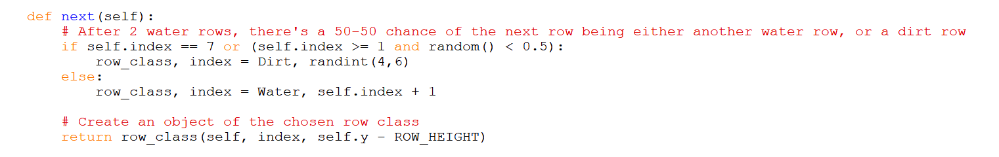 def next(self):
    # After 2 water rows, there's a 50-50 chance of the next row being either another water row, or a dirt row
    if self.index == 7 or (self.index >= 1 and random() < 0.5):
        row_class, index = Dirt, randint(4,6)
    else:
        row_class, index = Water, self.index + 1

    # Create an object of the chosen row class
    return row_class(self, index, self.y - ROW_HEIGHT)